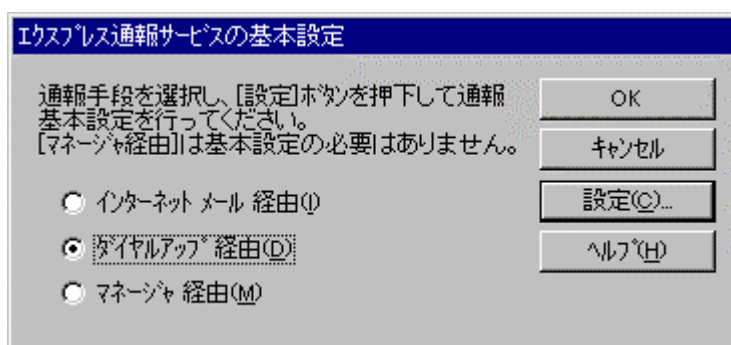 エクスプレス通報サービスの基本設定
通報手段を選択し、[設定]ボタンを押下して通報
基本設定を行ってください。
[マネージャ経由]は基本設定の必要はありません。
インターネット メール 経由(I)
ダイヤルアップ 経由(D)
マネージャ 経由(M)
OK
キャンセル
設定(C)...
ヘルプ(H)